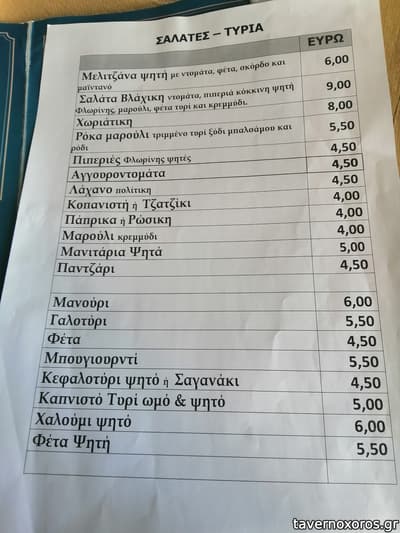 ΣΑΛΑΤΕΣ – ΤΥΡΙΑ
ΕΥΡΩ
Μελιτζάνα ψητή με ντομάτα, φέτα, σκόρδο και 6,00
μαϊντανό
Σαλάτα Βλάχικη ντομάτα, πιπεριά κόκκινη ψητή 9,00
Φλωρίνης, μαρούλι, φέτα τυρί και κρεμμύδι.
Χωριάτικη 8,00
Ρόκα μαρούλι τριμμένο τυρί ξύδι μπαλσάμου και 5,50
ρόδι
Πιπεριές Φλωρίνης ψητές 4,50
Αγγουροντομάτα 4,50
Λάχανο πολίτικη 4,50
Κοπανιστή ή Τζατζίκι 4,00
Πάπρικα ή Ρώσικη 4,00
Μαρούλι κρεμμύδι 4,00
Μανιτάρια Ψητά 5,00
Παντζάρι 4,50
Μανούρι 6,00
Γαλοτύρι 5,50
Φέτα 4,50
Μπουγιουρντί 5,50
Κεφαλοτύρι ψητό ή Σαγανάκι 4,50
Καπνιστό Τυρί ωμό & ψητό 5,00
Χαλούμι ψητό 6,00
Φέτα Ψητή 5,50
tavernoxoros.gr